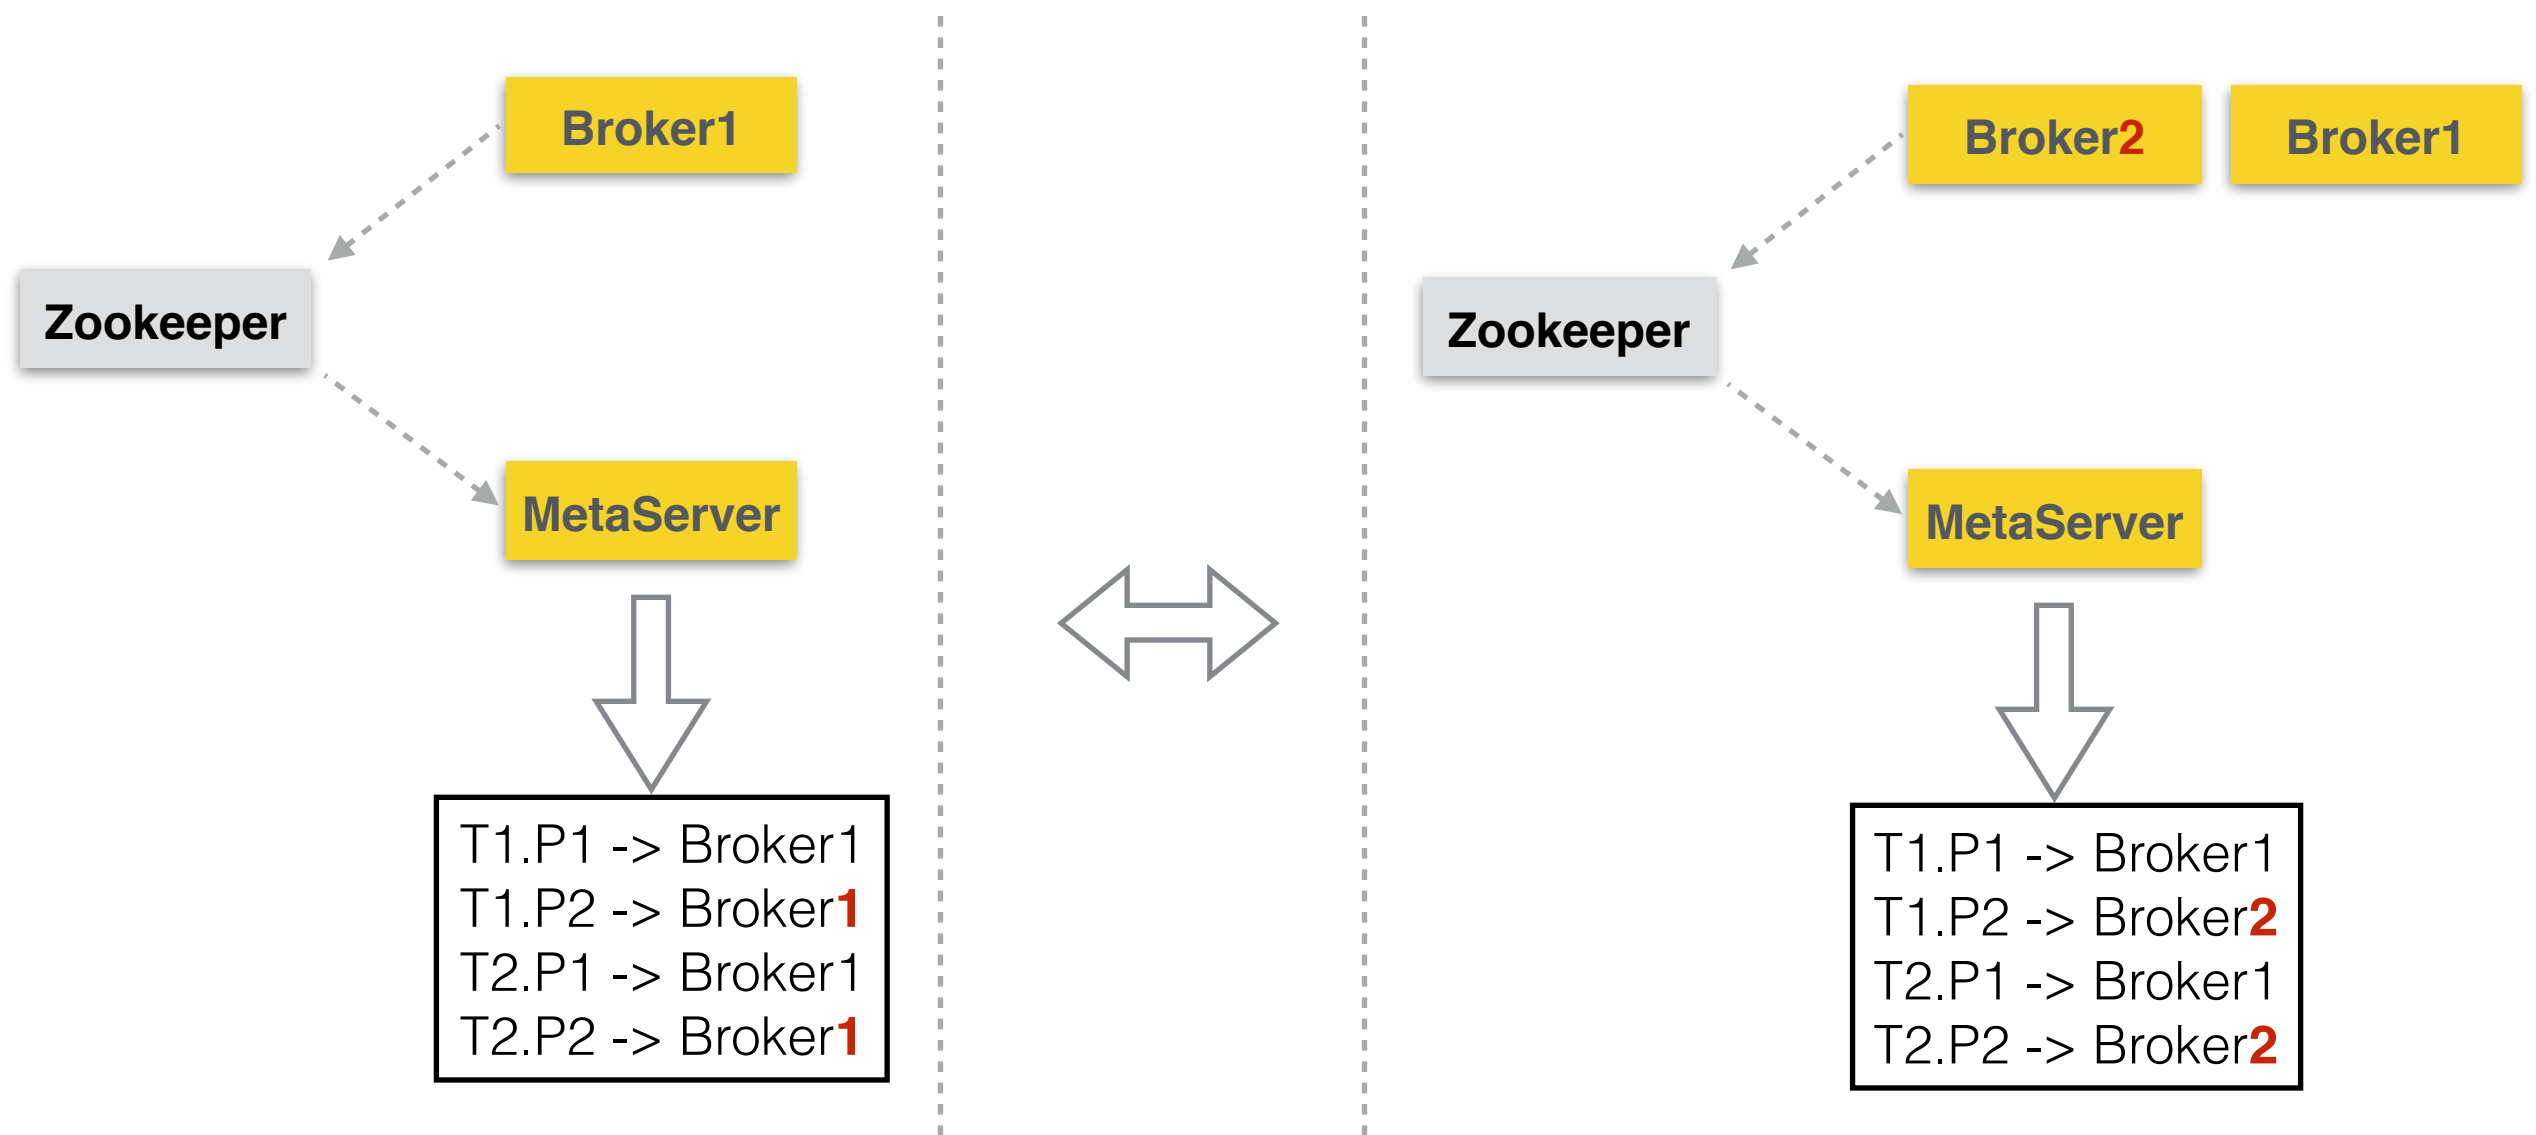 Broker1
Zookeeper
MetaServer
T1.P1 -> Broker1
T1.P2 -> Broker1
T2.P1 -> Broker1
T2.P2 -> Broker1
Broker2
Broker1
Zookeeper
MetaServer
T1.P1 -> Broker1
T1.P2 -> Broker2
T2.P1 -> Broker1
T2.P2 -> Broker2